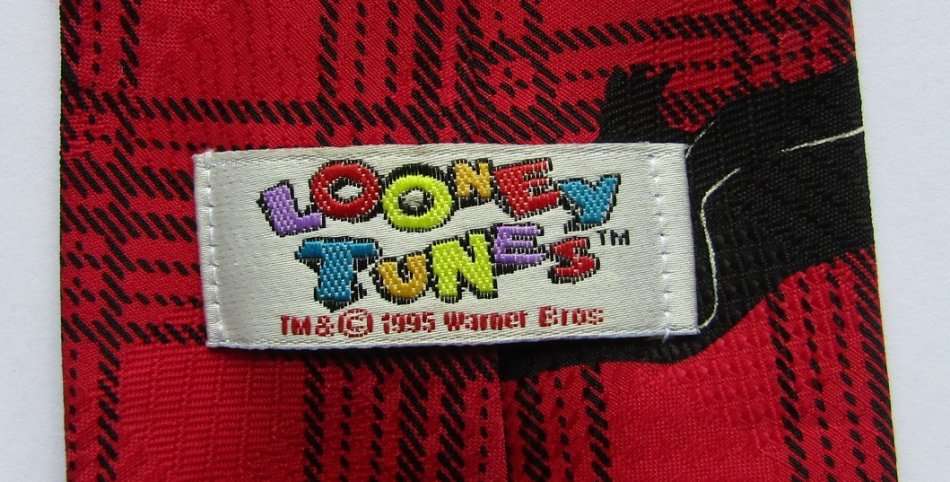 LOONEY
TUNES™
TM & © 1995 Warner Bros